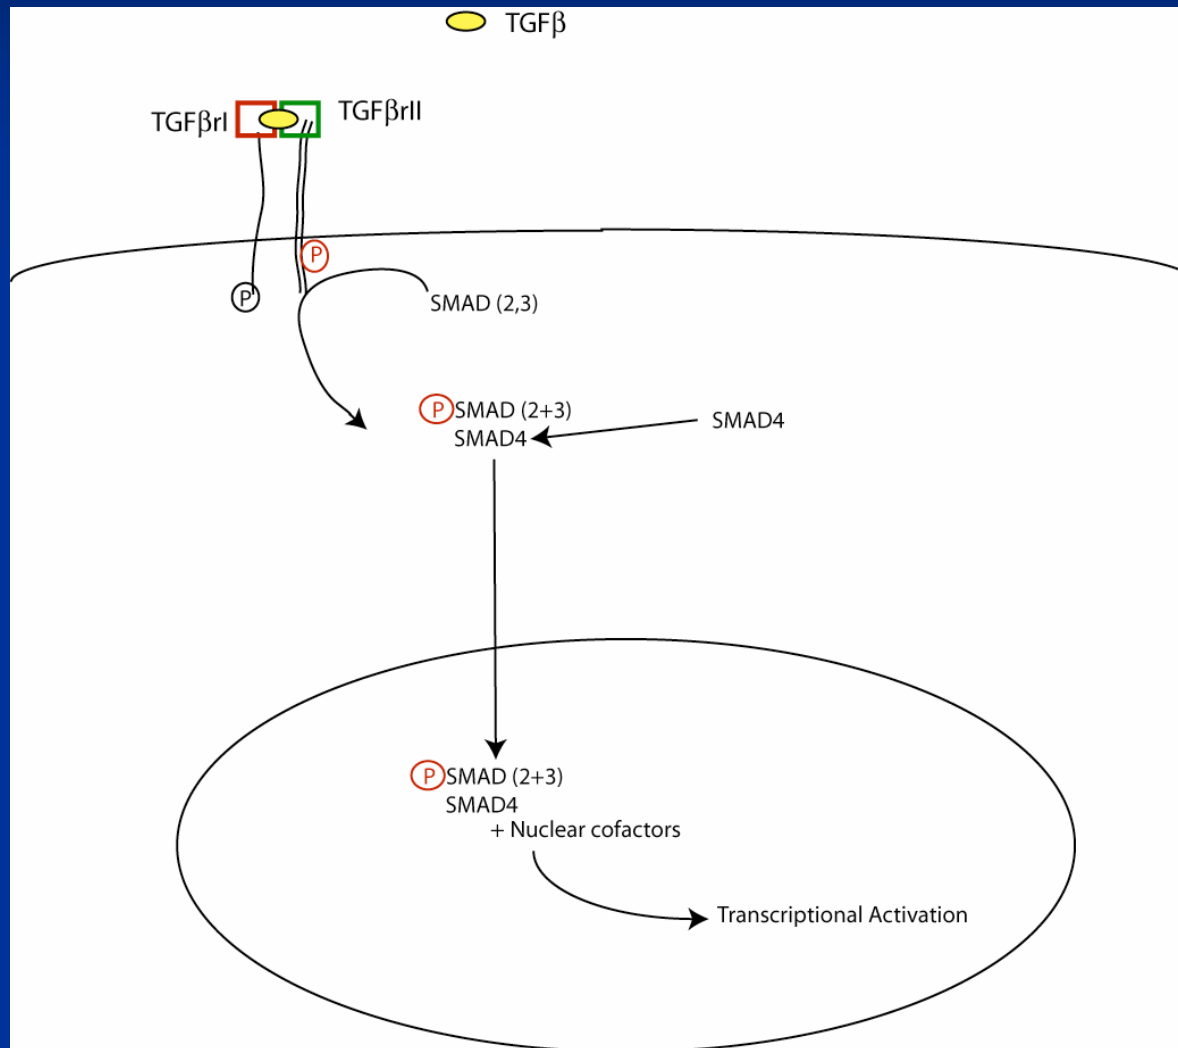 TGFβ
TGFβrI
TGFβrII
P
P
SMAD (2,3)
P SMAD (2+3)
SMAD4
SMAD4
P SMAD (2+3)
SMAD4
+ Nuclear cofactors
Transcriptional Activation